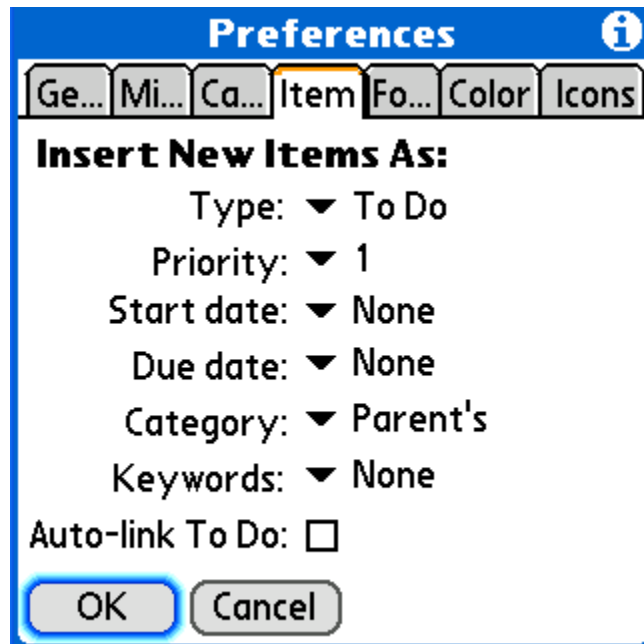 Preferences
Ge... Mi... Ca... Item Fo... Color Icons
Insert New Items As:
Type: To Do
Priority: 1
Start date: None
Due date: None
Category: Parent's
Keywords: None
Auto-link To Do:
OK Cancel